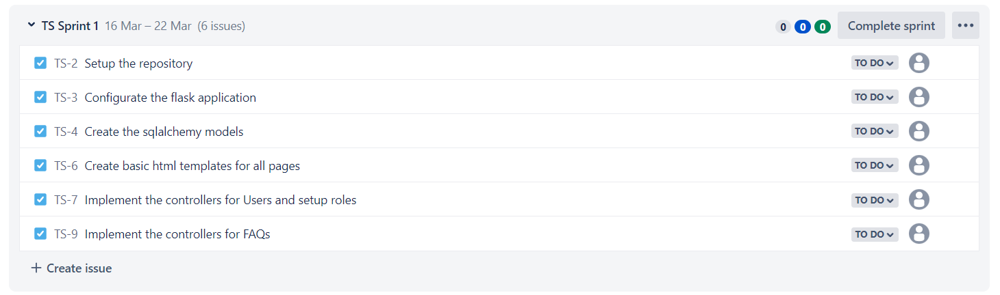 TS Sprint 1 16 Mar – 22 Mar (6 issues) 0 0 0 Complete sprint
TS-2 Setup the repository TO DO
TS-3 Configurate the flask application TO DO
TS-4 Create the sqlalchemy models TO DO
TS-6 Create basic html templates for all pages TO DO
TS-7 Implement the controllers for Users and setup roles TO DO
TS-9 Implement the controllers for FAQs TO DO
+ Create issue